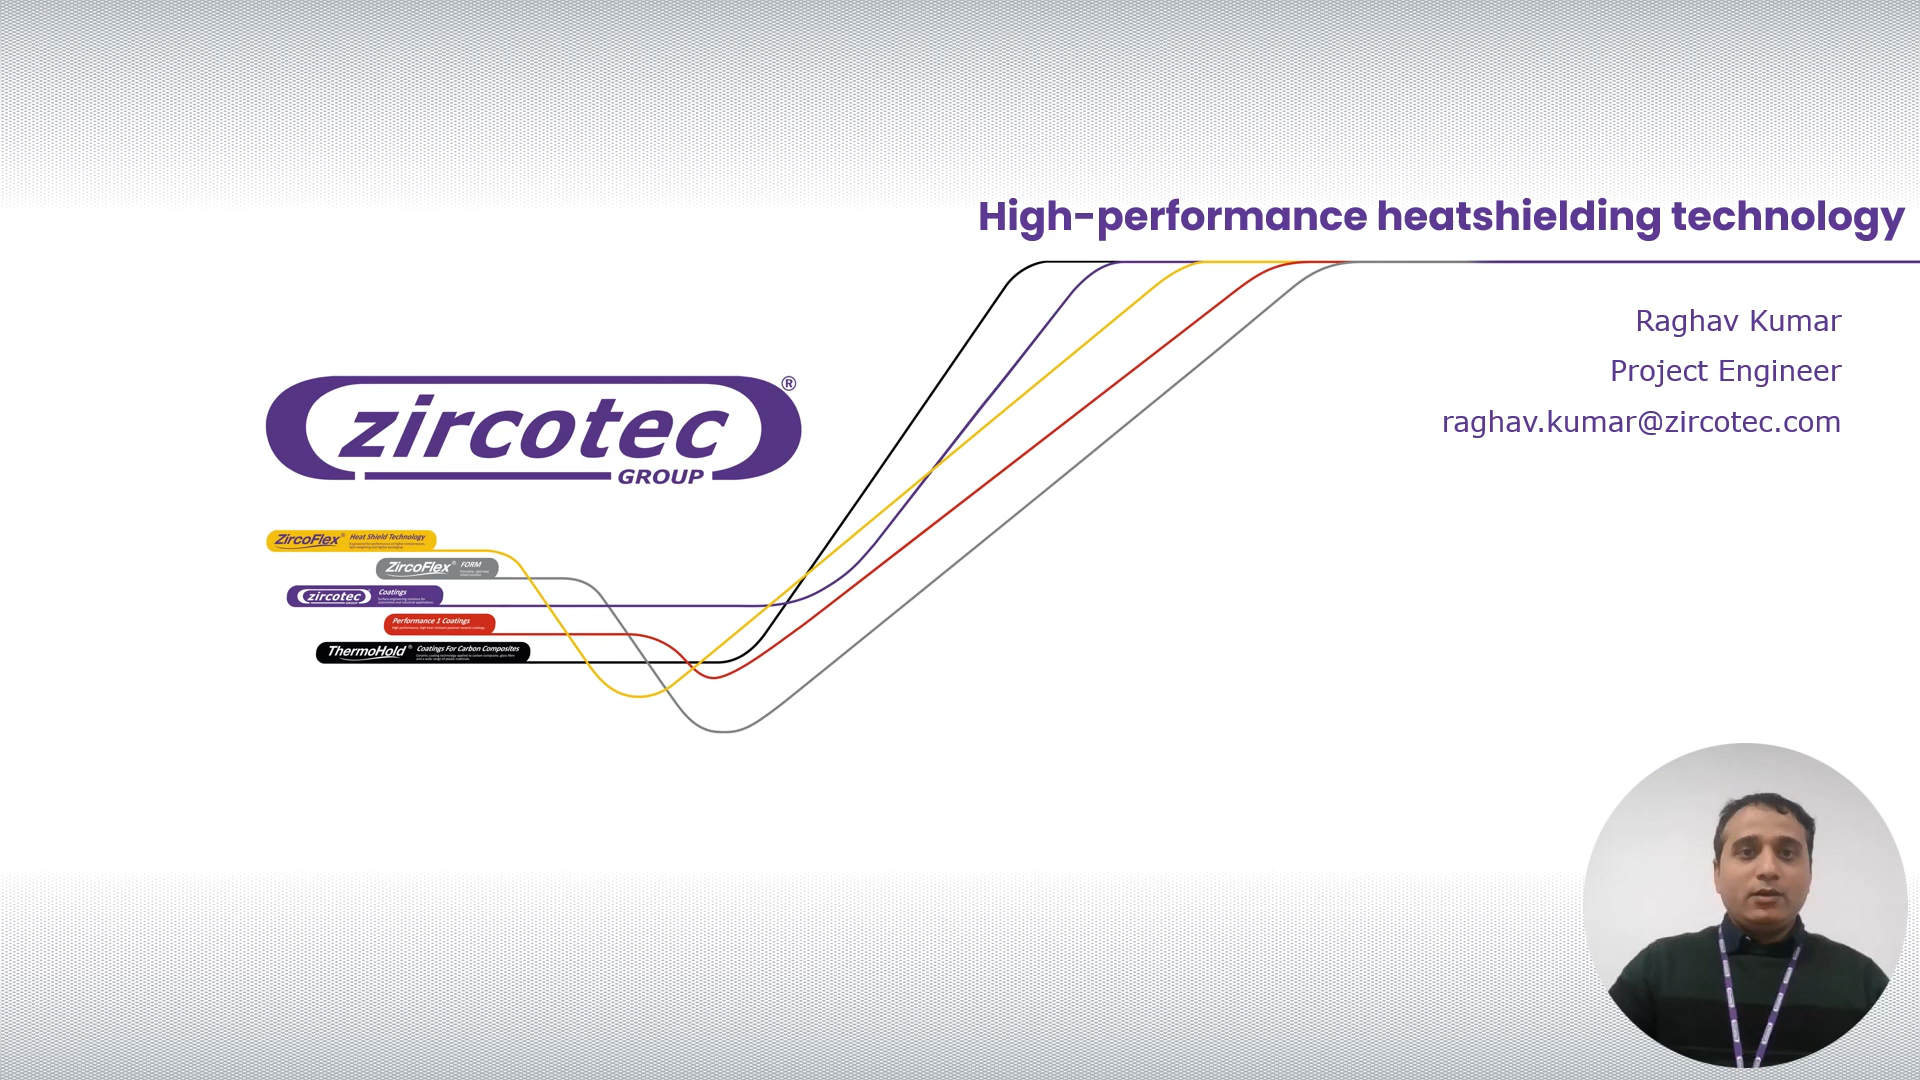 High-performance heatshielding technology
Raghav Kumar
Project Engineer
raghav.kumar@zircotec.com
zircotec®
GROUP
ZircoFlex® Heat Shield Technology
ZircoFlex® FORM
zircotec Coatings
Performance 1 Coatings
ThermoHold® Coatings For Carbon Composites